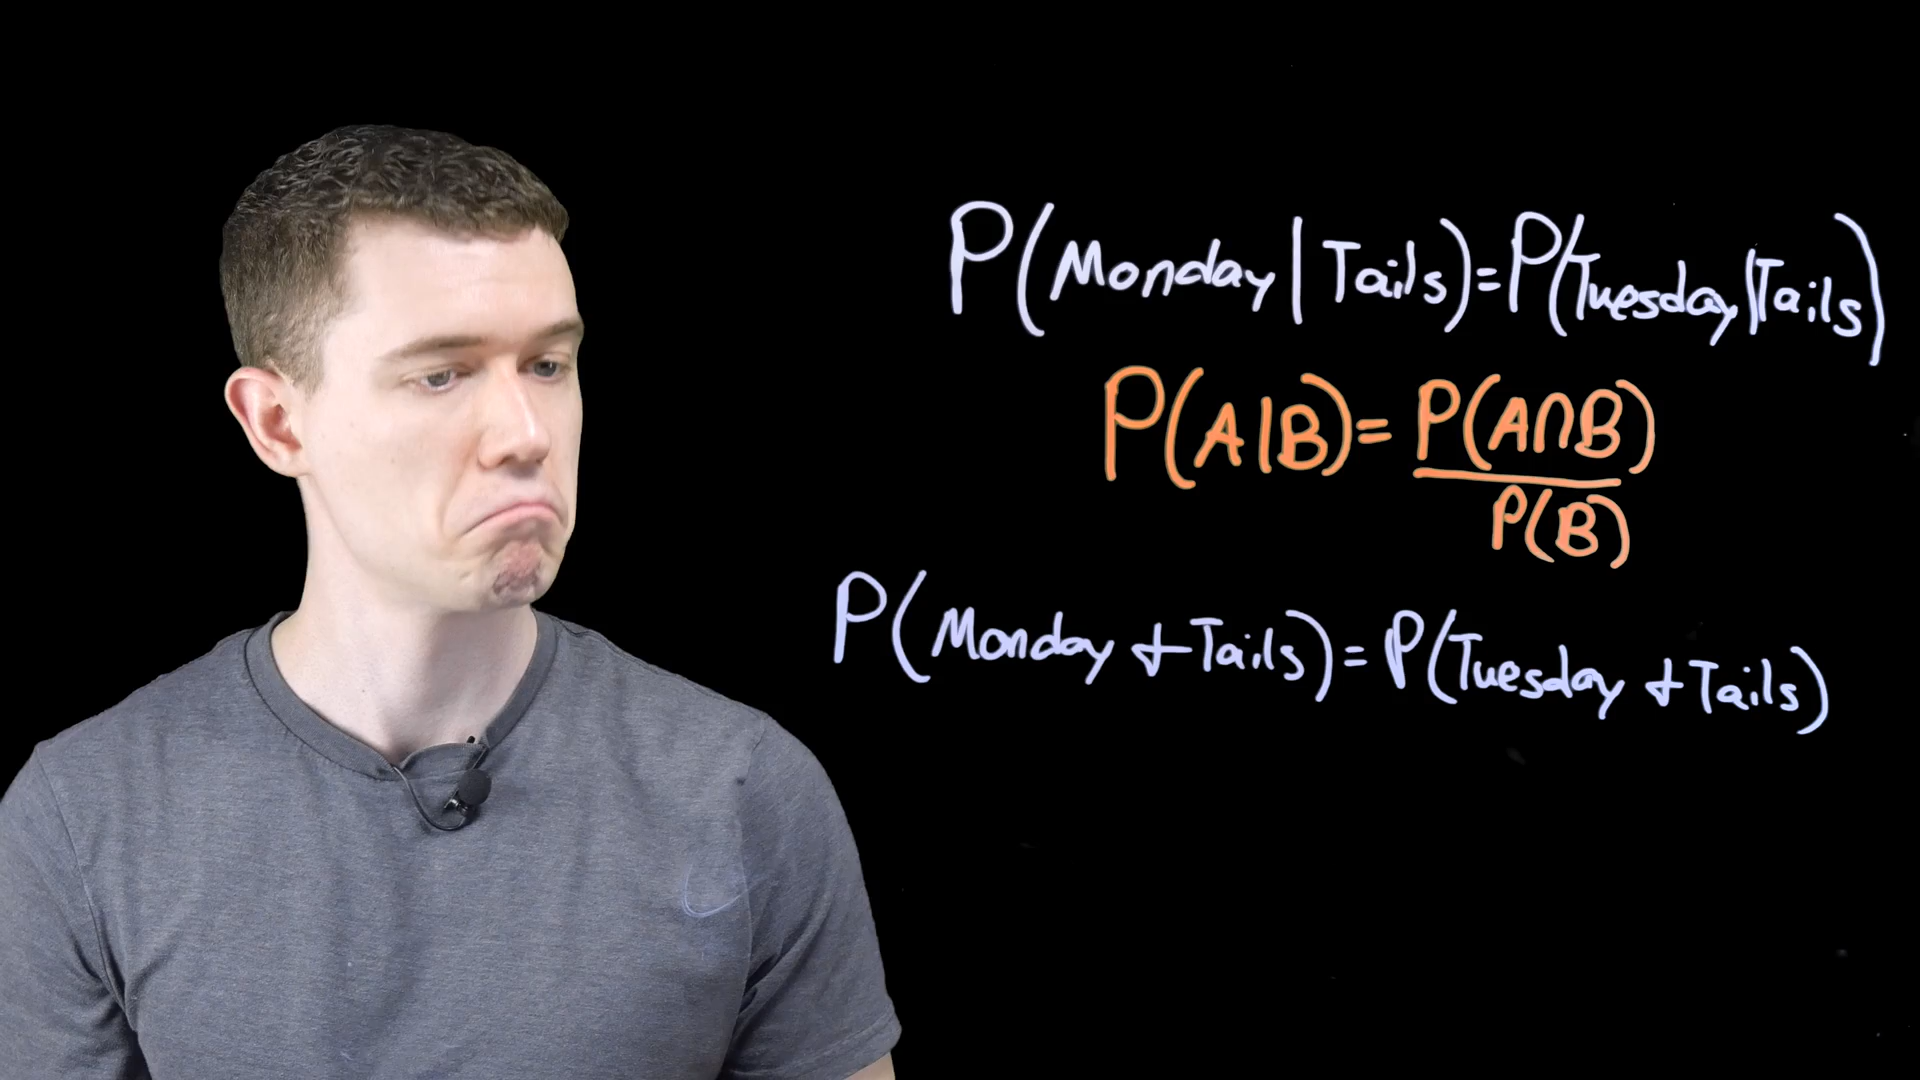 P(Monday | Tails) = P(Tuesday | Tails)
P(A|B) = P(A∩B)
P(B)
P(Monday + Tails) = P(Tuesday + Tails)